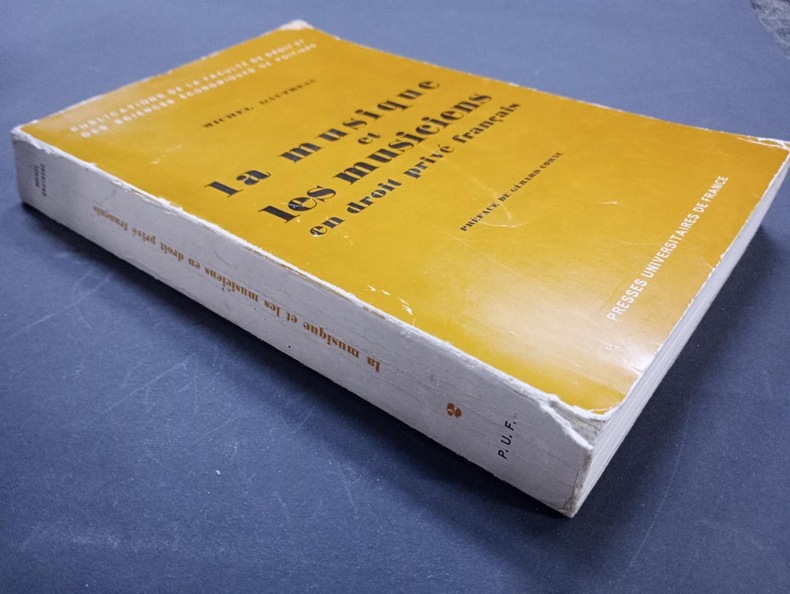 PUBLICATIONS DE LA FACULTÉ DE DROIT ET
DES SCIENCES ÉCONOMIQUES DE POITIERS
MICHEL GAUTREAU
la musique
et
les musiciens
en droit privé français
PRÉFACE DE GÉRARD CORNU
PRESSES UNIVERSITAIRES DE FRANCE
MICHEL
GAUTREAU
la musique et les musiciens en droit privé français
P. U. F.